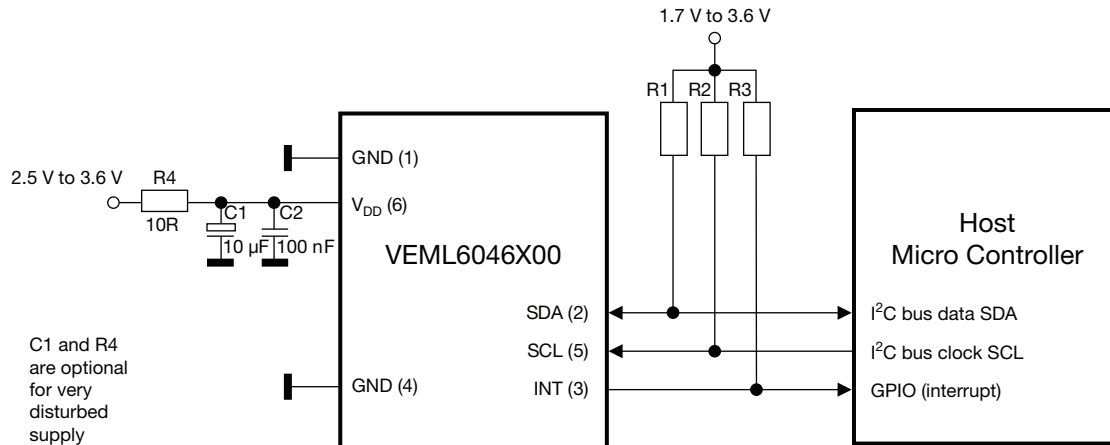 1.7 V to 3.6 V
R1 R2 R3
GND (1)
2.5 V to 3.6 V
R4
10R
C1
10 µF
C2
100 nF
V_DD (6)
VEML6046X00
Host
Micro Controller
SDA (2)
I²C bus data SDA
SCL (5)
I²C bus clock SCL
INT (3)
GPIO (interrupt)
GND (4)
C1 and R4
are optional
for very
disturbed
supply